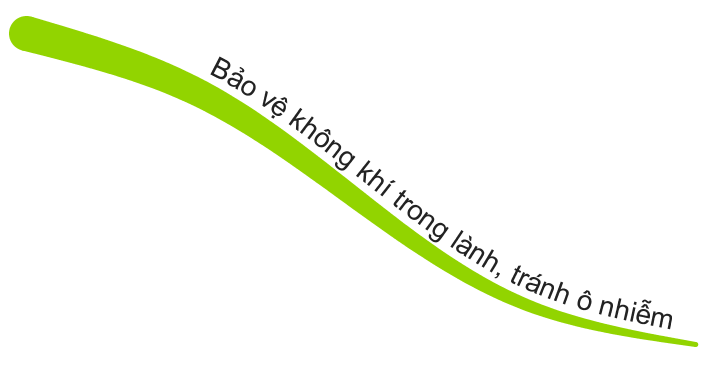 Bảo vệ không khí trong lành, tránh ô nhiễm